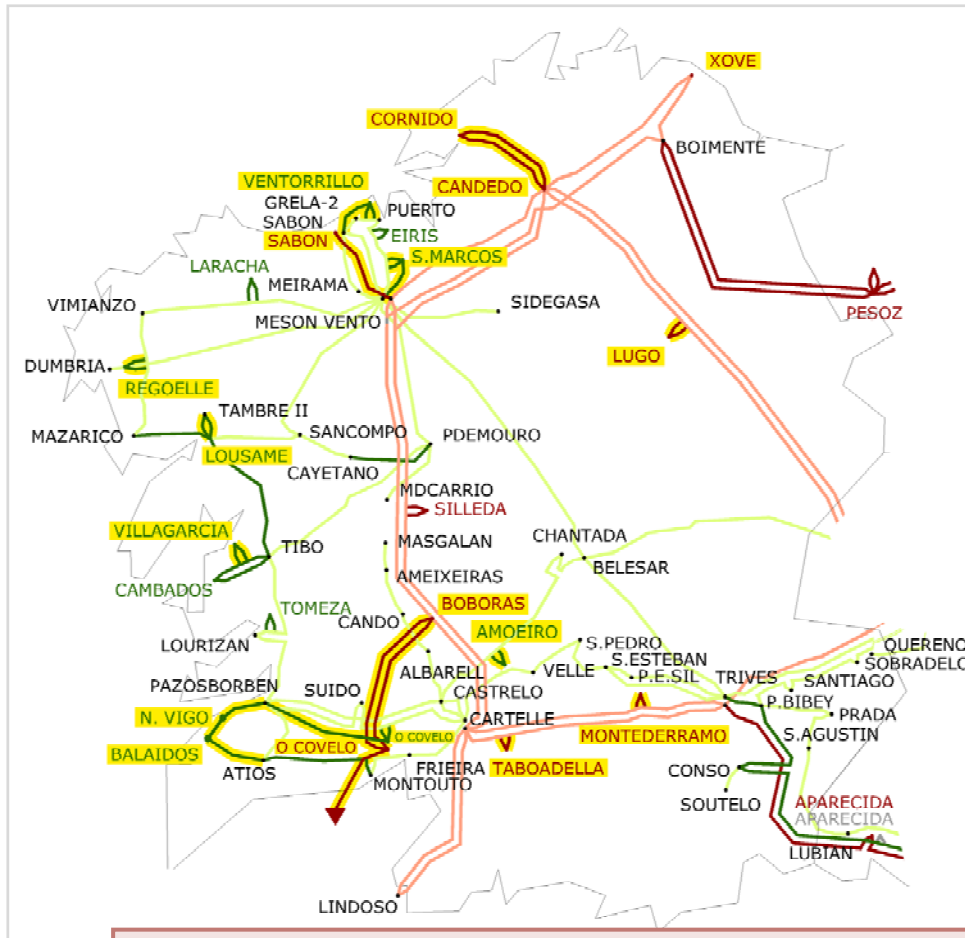 XOVE
CORNIDO
BOIMENTE
VENTORRILLO
CANDEDO
GRELA-2
PUERTO
SABON
SABON
EIRIS
S.MARCOS
LARACHA
MEIRAMA
VIMIANZO
SIDEGASA
PESOZ
MESON VENTO
LUGO
DUMBRIA
REGOELLE
TAMBRE II
MAZARICO
SANCOMPO
PDEMOURO
LOUSAME
CAYETANO
MDCARRIO
SILLEDA
VILLAGARCIA
MASGALAN
CHANTADA
TIBO
BELESAR
AMEIXEIRAS
CAMBADOS
BOBORAS
TOMEZA
CANDO
AMOEIRO
LOURIZAN
S.PEDRO
QUERENO
ALBARELL
VELLE
S.ESTEBAN
SOBRADELO
P.E.SIL
TRIVES
SANTIAGO
PAZOSBORBEN
SUIDO
CASTRELO
P.BIBEY
N. VIGO
CARTELLE
PRADA
O COVELO
O COVELO
MONTEDERRAMO
S.AGUSTIN
BALAIDOS
ATIOS
FRIEIRA
TABOADELLA
CONSO
MONTOUTO
SOUTELO
APARECIDA
APARECIDA
LUBIAN
LINDOSO